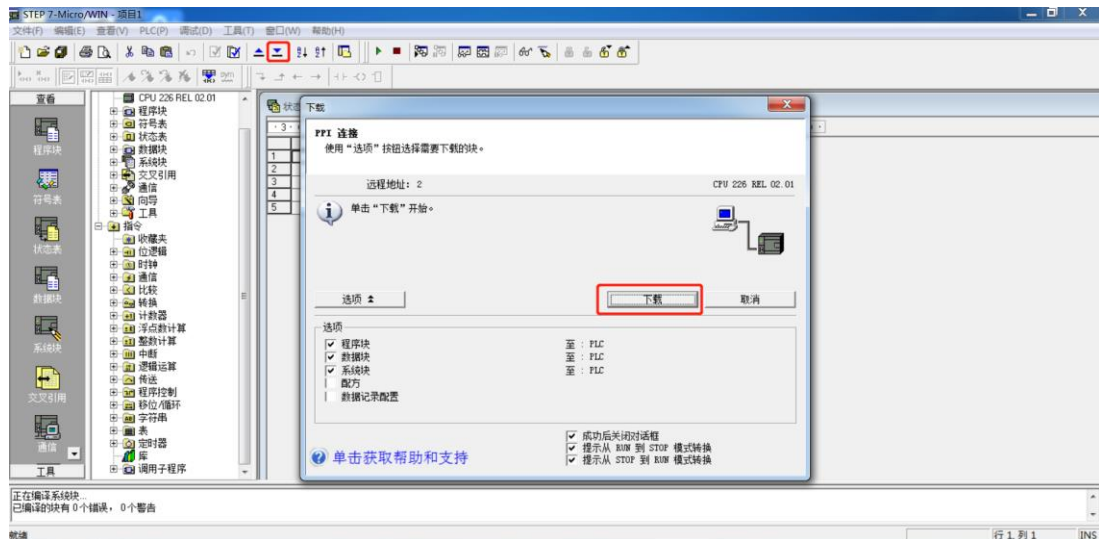 STEP 7-Micro/WIN - 项目1
文件(F) 编辑(E) 查看(V) PLC(P) 调试(D) 工具(T) 窗口(W) 帮助(H)
查看
程序块
符号表
状态表
数据块
系统块
交叉引用
通信
工具
CPU 226 REL 02.01
程序块
符号表
状态表
数据块
系统块
交叉引用
通信
向导
工具
指令
收藏夹
位逻辑
时钟
通信
比较
转换
计数器
浮点数计算
整数计算
中断
逻辑运算
传送
程序控制
移位/循环
字符串
表
定时器
库
调用子程序
状态
3
1
2
3
4
5
下载
PPI 连接
使用“选项”按钮选择需要下载的块。
远程地址: 2 CPU 226 REL 02.01
单击“下载”开始。
选项 下载 取消
选项
程序块 至 : PLC
数据块 至 : PLC
系统块 至 : PLC
配方
数据记录配置
成功后关闭对话框
提示从 RUN 到 STOP 模式转换
提示从 STOP 到 RUN 模式转换
单击获取帮助和支持
正在编译系统块...
已编译的块有 0个错误, 0个警告
就绪 行 1, 列 1 INS